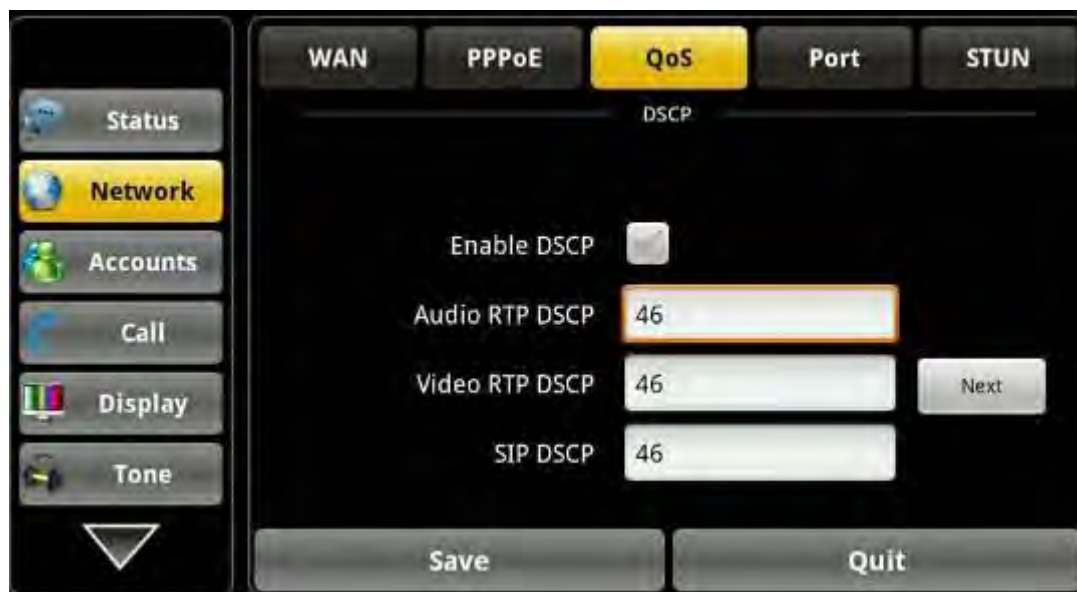 WAN PPPoE QoS Port STUN
DSCP
Status
Network
Accounts
Call
Display
Tone
Enable DSCP
Audio RTP DSCP 46
Video RTP DSCP 46 Next
SIP DSCP 46
Save Quit